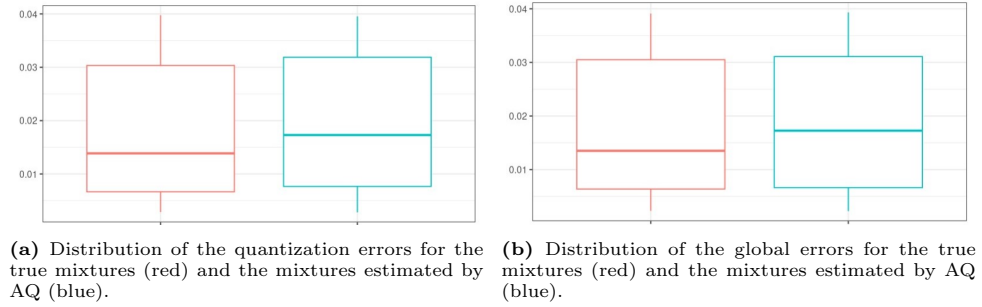 0.04
0.03
0.02
0.01
(a) Distribution of the quantization errors for the
true mixtures (red) and the mixtures estimated by
AQ (blue).
0.04
0.03
0.02
0.01
(b) Distribution of the global errors for the true
mixtures (red) and the mixtures estimated by AQ
(blue).